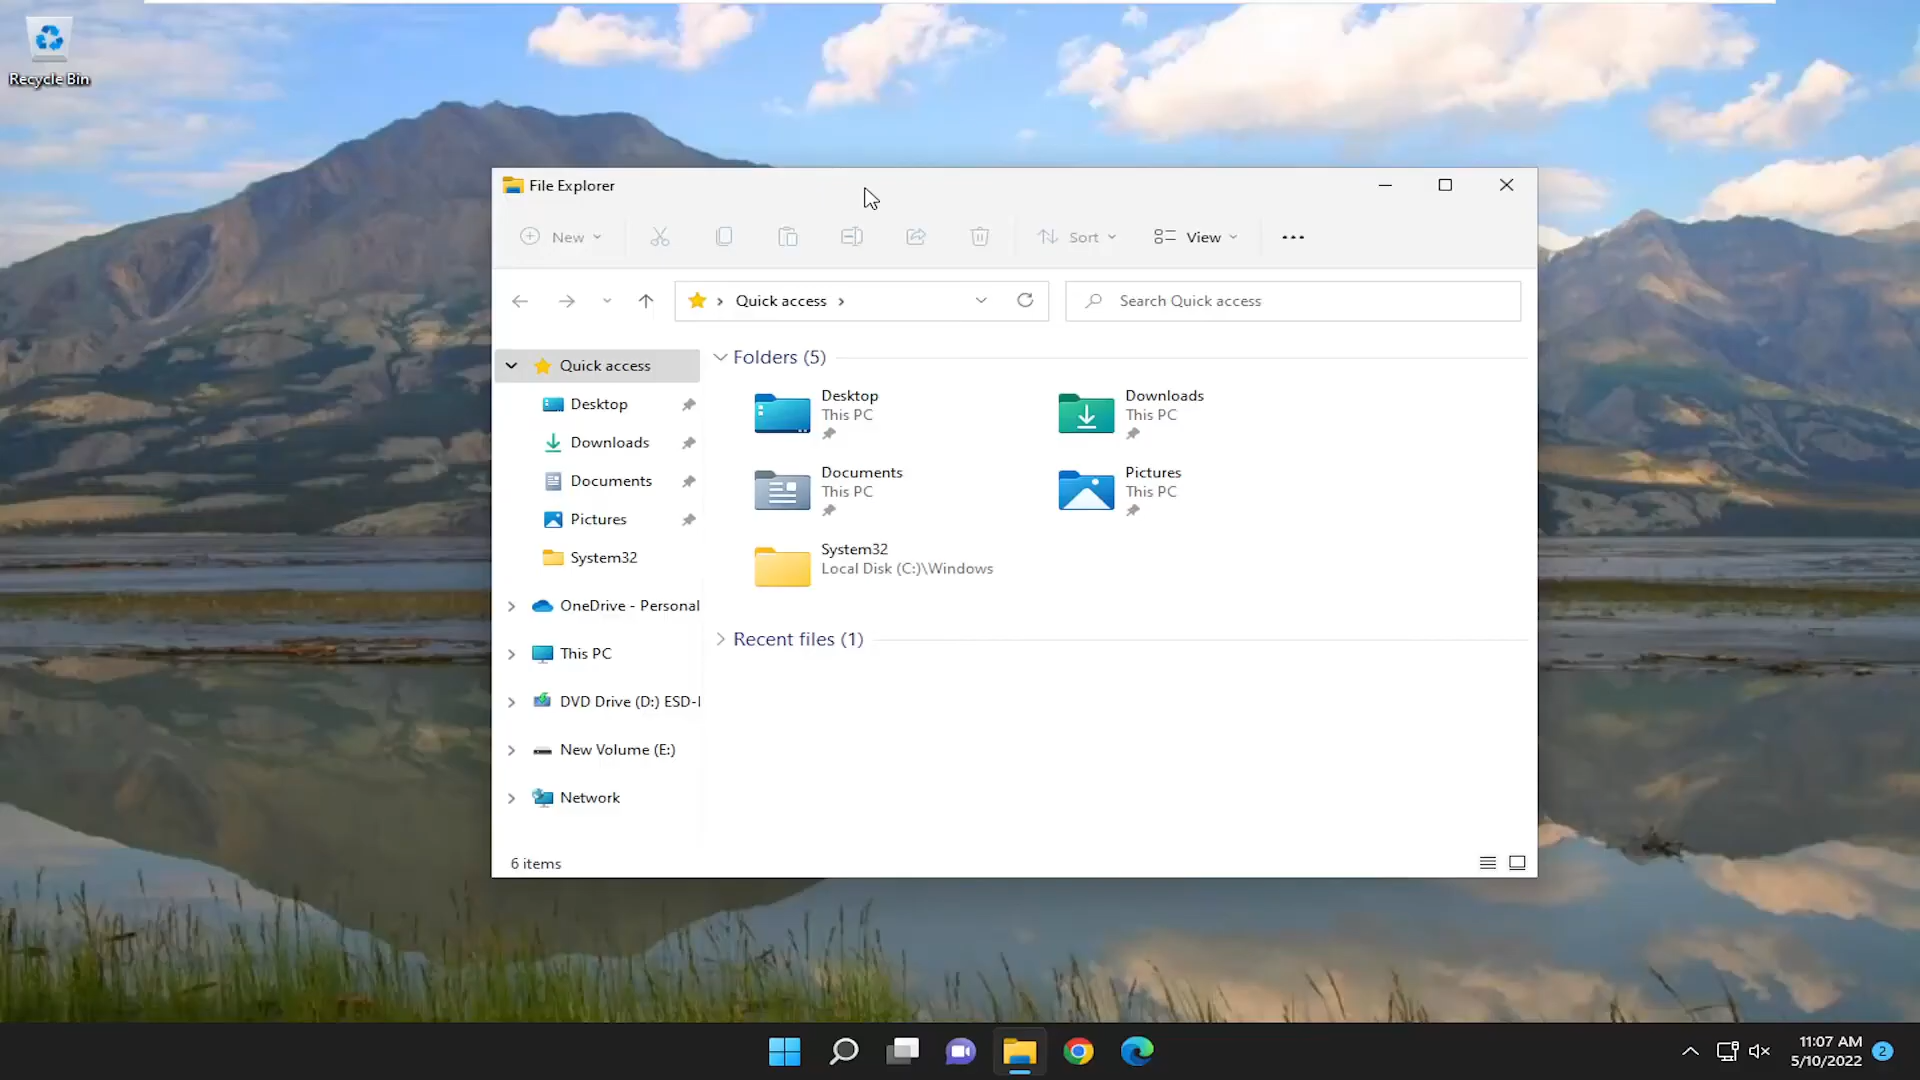 Recycle Bin
File Explorer
New
Sort
View
Quick access
Search Quick access
Quick access
Desktop
Downloads
Documents
Pictures
System32
OneDrive - Personal
This PC
DVD Drive (D:) ESD-I
New Volume (E:)
Network
Folders (5)
Desktop
This PC
Downloads
This PC
Documents
This PC
Pictures
This PC
System32
Local Disk (C:)\Windows
Recent files (1)
6 items
11:07 AM
5/10/2022
2